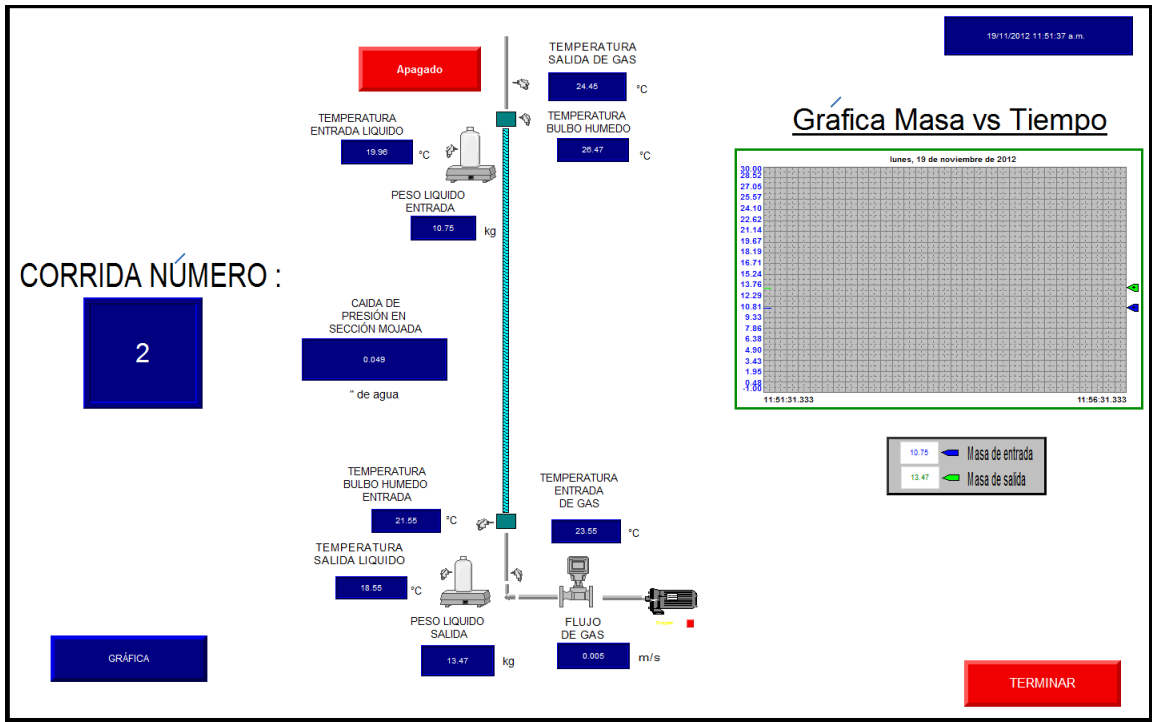 19/11/2012 11:51:37 a.m.
Apagado
TEMPERATURA
SALIDA DE GAS
24.45 °C
TEMPERATURA
ENTRADA LIQUIDO
19.96 °C
TEMPERATURA
BULBO HUMEDO
26.47 °C
PESO LIQUIDO
ENTRADA
10.75 kg
Gráfica Masa vs Tiempo
lunes, 19 de noviembre de 2012
30.00
28.52
27.05
25.57
24.10
22.62
21.14
19.67
18.19
16.71
15.24
13.76
12.29
10.81
9.33
7.86
6.38
4.90
3.43
1.95
0.48
-1.00
11:51:31.333 11:56:31.333
10.75 Masa de entrada
13.47 Masa de salida
CORRIDA NÚMERO :
2
CAIDA DE
PRESIÓN EN
SECCIÓN MOJADA
0.049
" de agua
TEMPERATURA
BULBO HUMEDO
ENTRADA
21.55 °C
TEMPERATURA
ENTRADA
DE GAS
23.55 °C
TEMPERATURA
SALIDA LIQUIDO
18.55 °C
PESO LIQUIDO
SALIDA
13.47 kg
FLUJO
DE GAS
0.005 m/s
GRÁFICA
TERMINAR